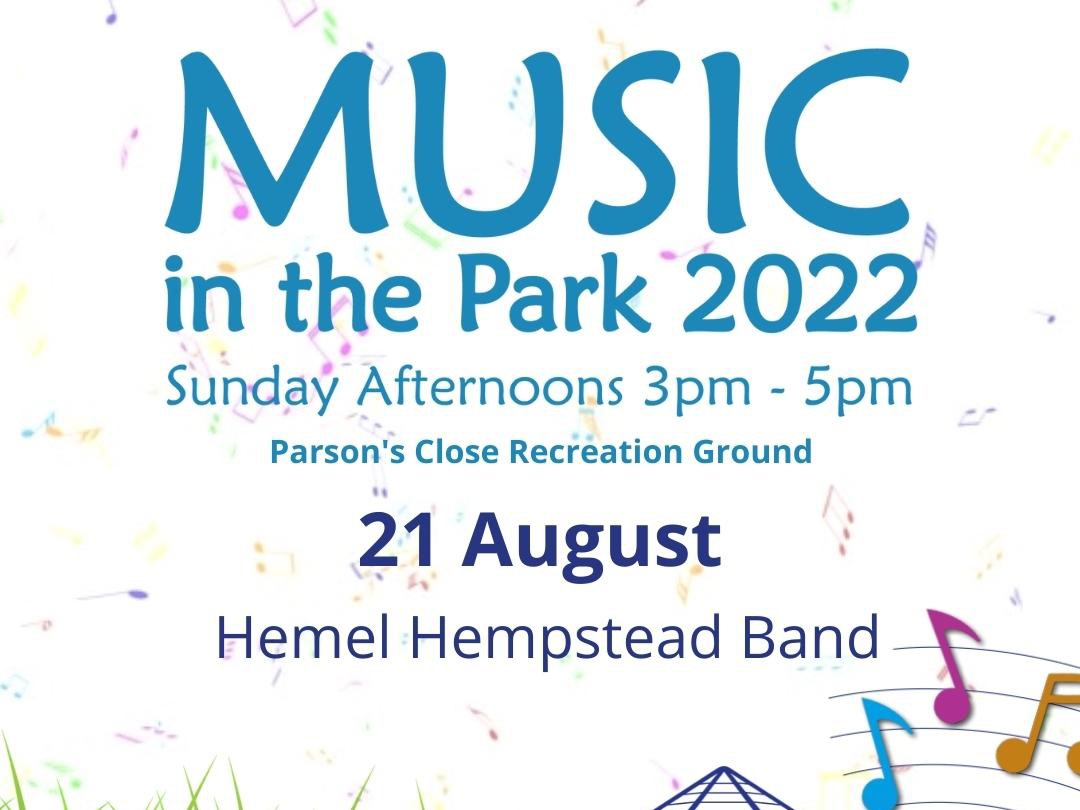 MUSIC
in the Park 2022
Sunday Afternoons 3pm - 5pm
Parson's Close Recreation Ground
21 August
Hemel Hempstead Band